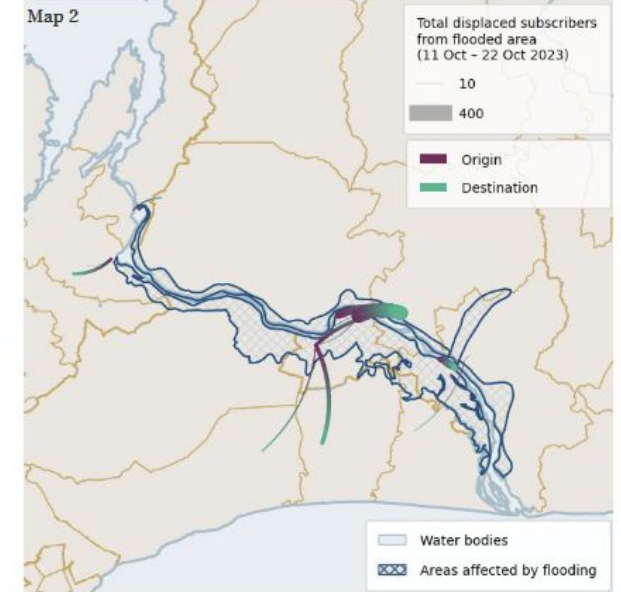 Map 2
Total displaced subscribers
from flooded area
(11 Oct – 22 Oct 2023)
10
400
Origin
Destination
Water bodies
Areas affected by flooding